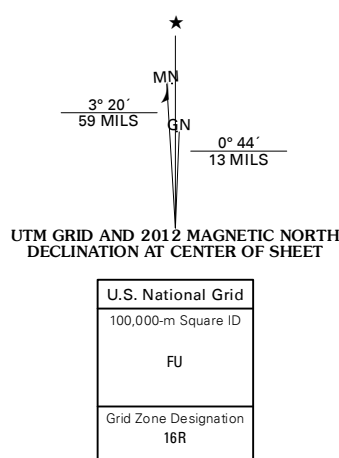 ★
MN
3° 20´
59 MILS
GN
0° 44´
13 MILS
UTM GRID AND 2012 MAGNETIC NORTH
DECLINATION AT CENTER OF SHEET
U.S. National Grid
100,000-m Square ID
FU
Grid Zone Designation
16R